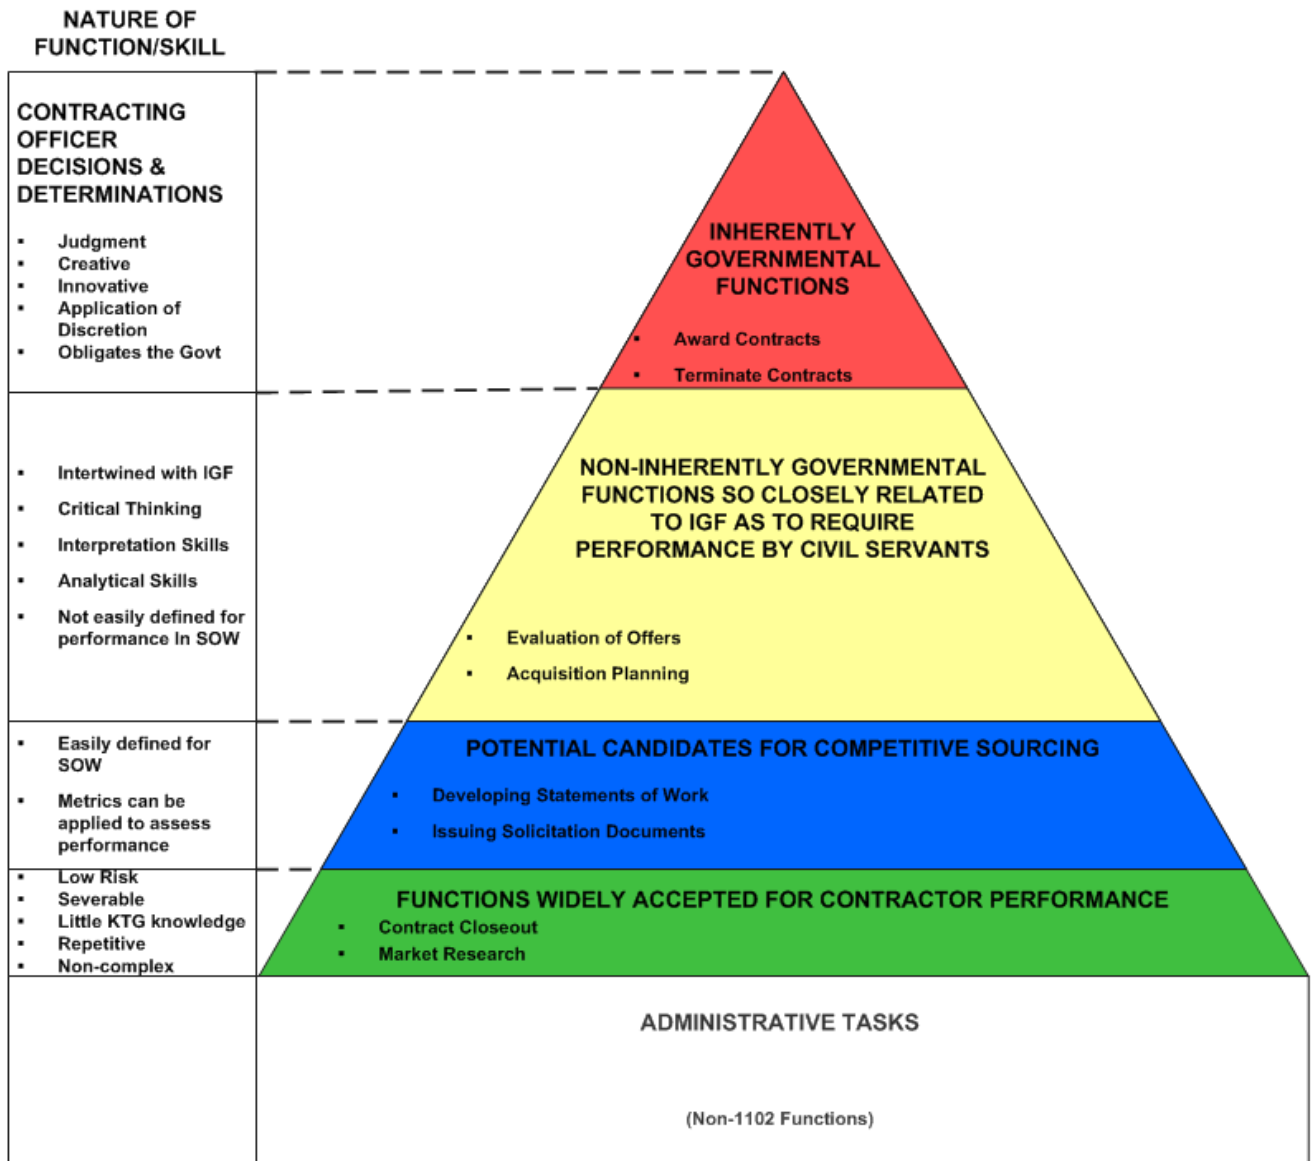 NATURE OF
FUNCTION/SKILL
CONTRACTING
OFFICER
DECISIONS &
DETERMINATIONS
▪ Judgment
▪ Creative
▪ Innovative
▪ Application of
Discretion
▪ Obligates the Govt
INHERENTLY
GOVERNMENTAL
FUNCTIONS
▪ Award Contracts
▪ Terminate Contracts
▪ Intertwined with IGF
▪ Critical Thinking
▪ Interpretation Skills
▪ Analytical Skills
▪ Not easily defined for
performance In SOW
NON-INHERENTLY GOVERNMENTAL
FUNCTIONS SO CLOSELY RELATED
TO IGF AS TO REQUIRE
PERFORMANCE BY CIVIL SERVANTS
▪ Evaluation of Offers
▪ Acquisition Planning
▪ Easily defined for
SOW
▪ Metrics can be
applied to assess
performance
POTENTIAL CANDIDATES FOR COMPETITIVE SOURCING
▪ Developing Statements of Work
▪ Issuing Solicitation Documents
▪ Low Risk
▪ Severable
▪ Little KTG knowledge
▪ Repetitive
▪ Non-complex
FUNCTIONS WIDELY ACCEPTED FOR CONTRACTOR PERFORMANCE
▪ Contract Closeout
▪ Market Research
ADMINISTRATIVE TASKS
(Non-1102 Functions)